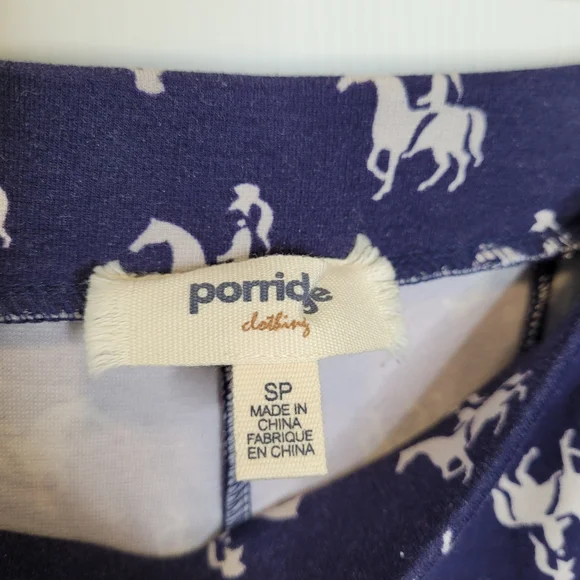 porridge
clothing
SP
MADE IN
CHINA
FABRIQUE
EN CHINA